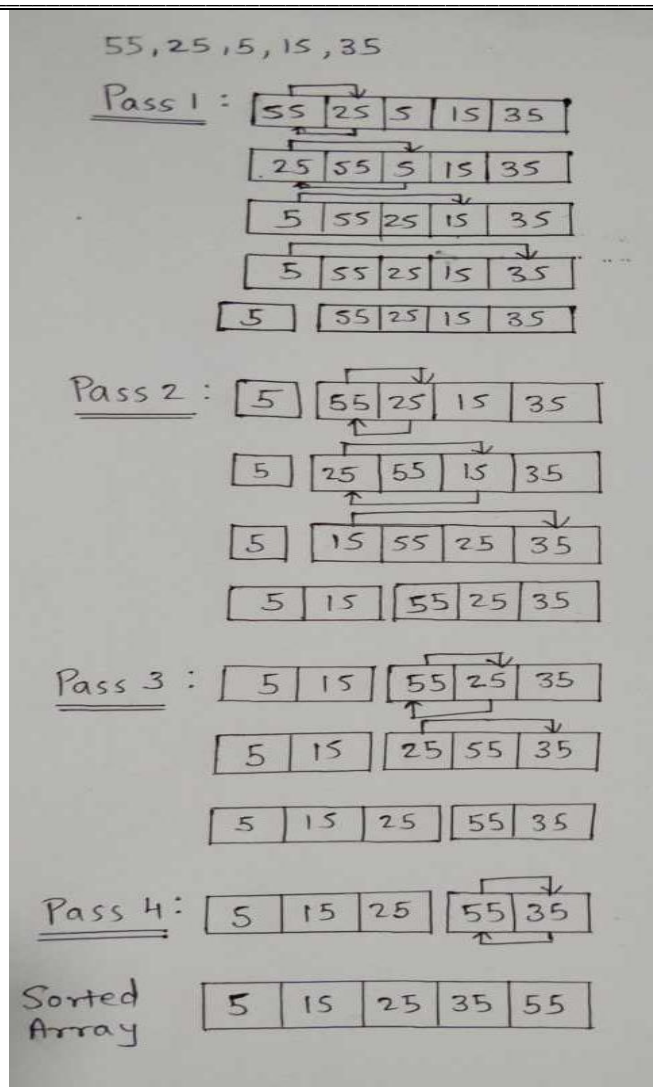 55, 25, 5, 15, 35
Pass 1 : 55 25 5 15 35
25 55 5 15 35
5 55 25 15 35
5 55 25 15 35
5 55 25 15 35
Pass 2 : 5 55 25 15 35
5 25 55 15 35
5 15 55 25 35
5 15 55 25 35
Pass 3 : 5 15 55 25 35
5 15 25 55 35
5 15 25 55 35
Pass 4 : 5 15 25 55 35
Sorted Array 5 15 25 35 55